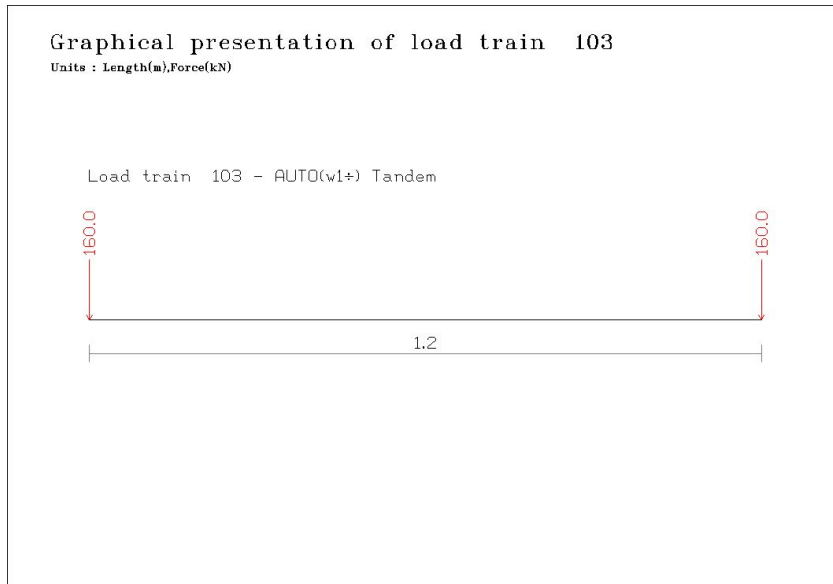 Graphical presentation of load train 103
Units : Length(m),Force(kN)
Load train 103 - AUTO(w1÷) Tandem
160.0
160.0
1.2